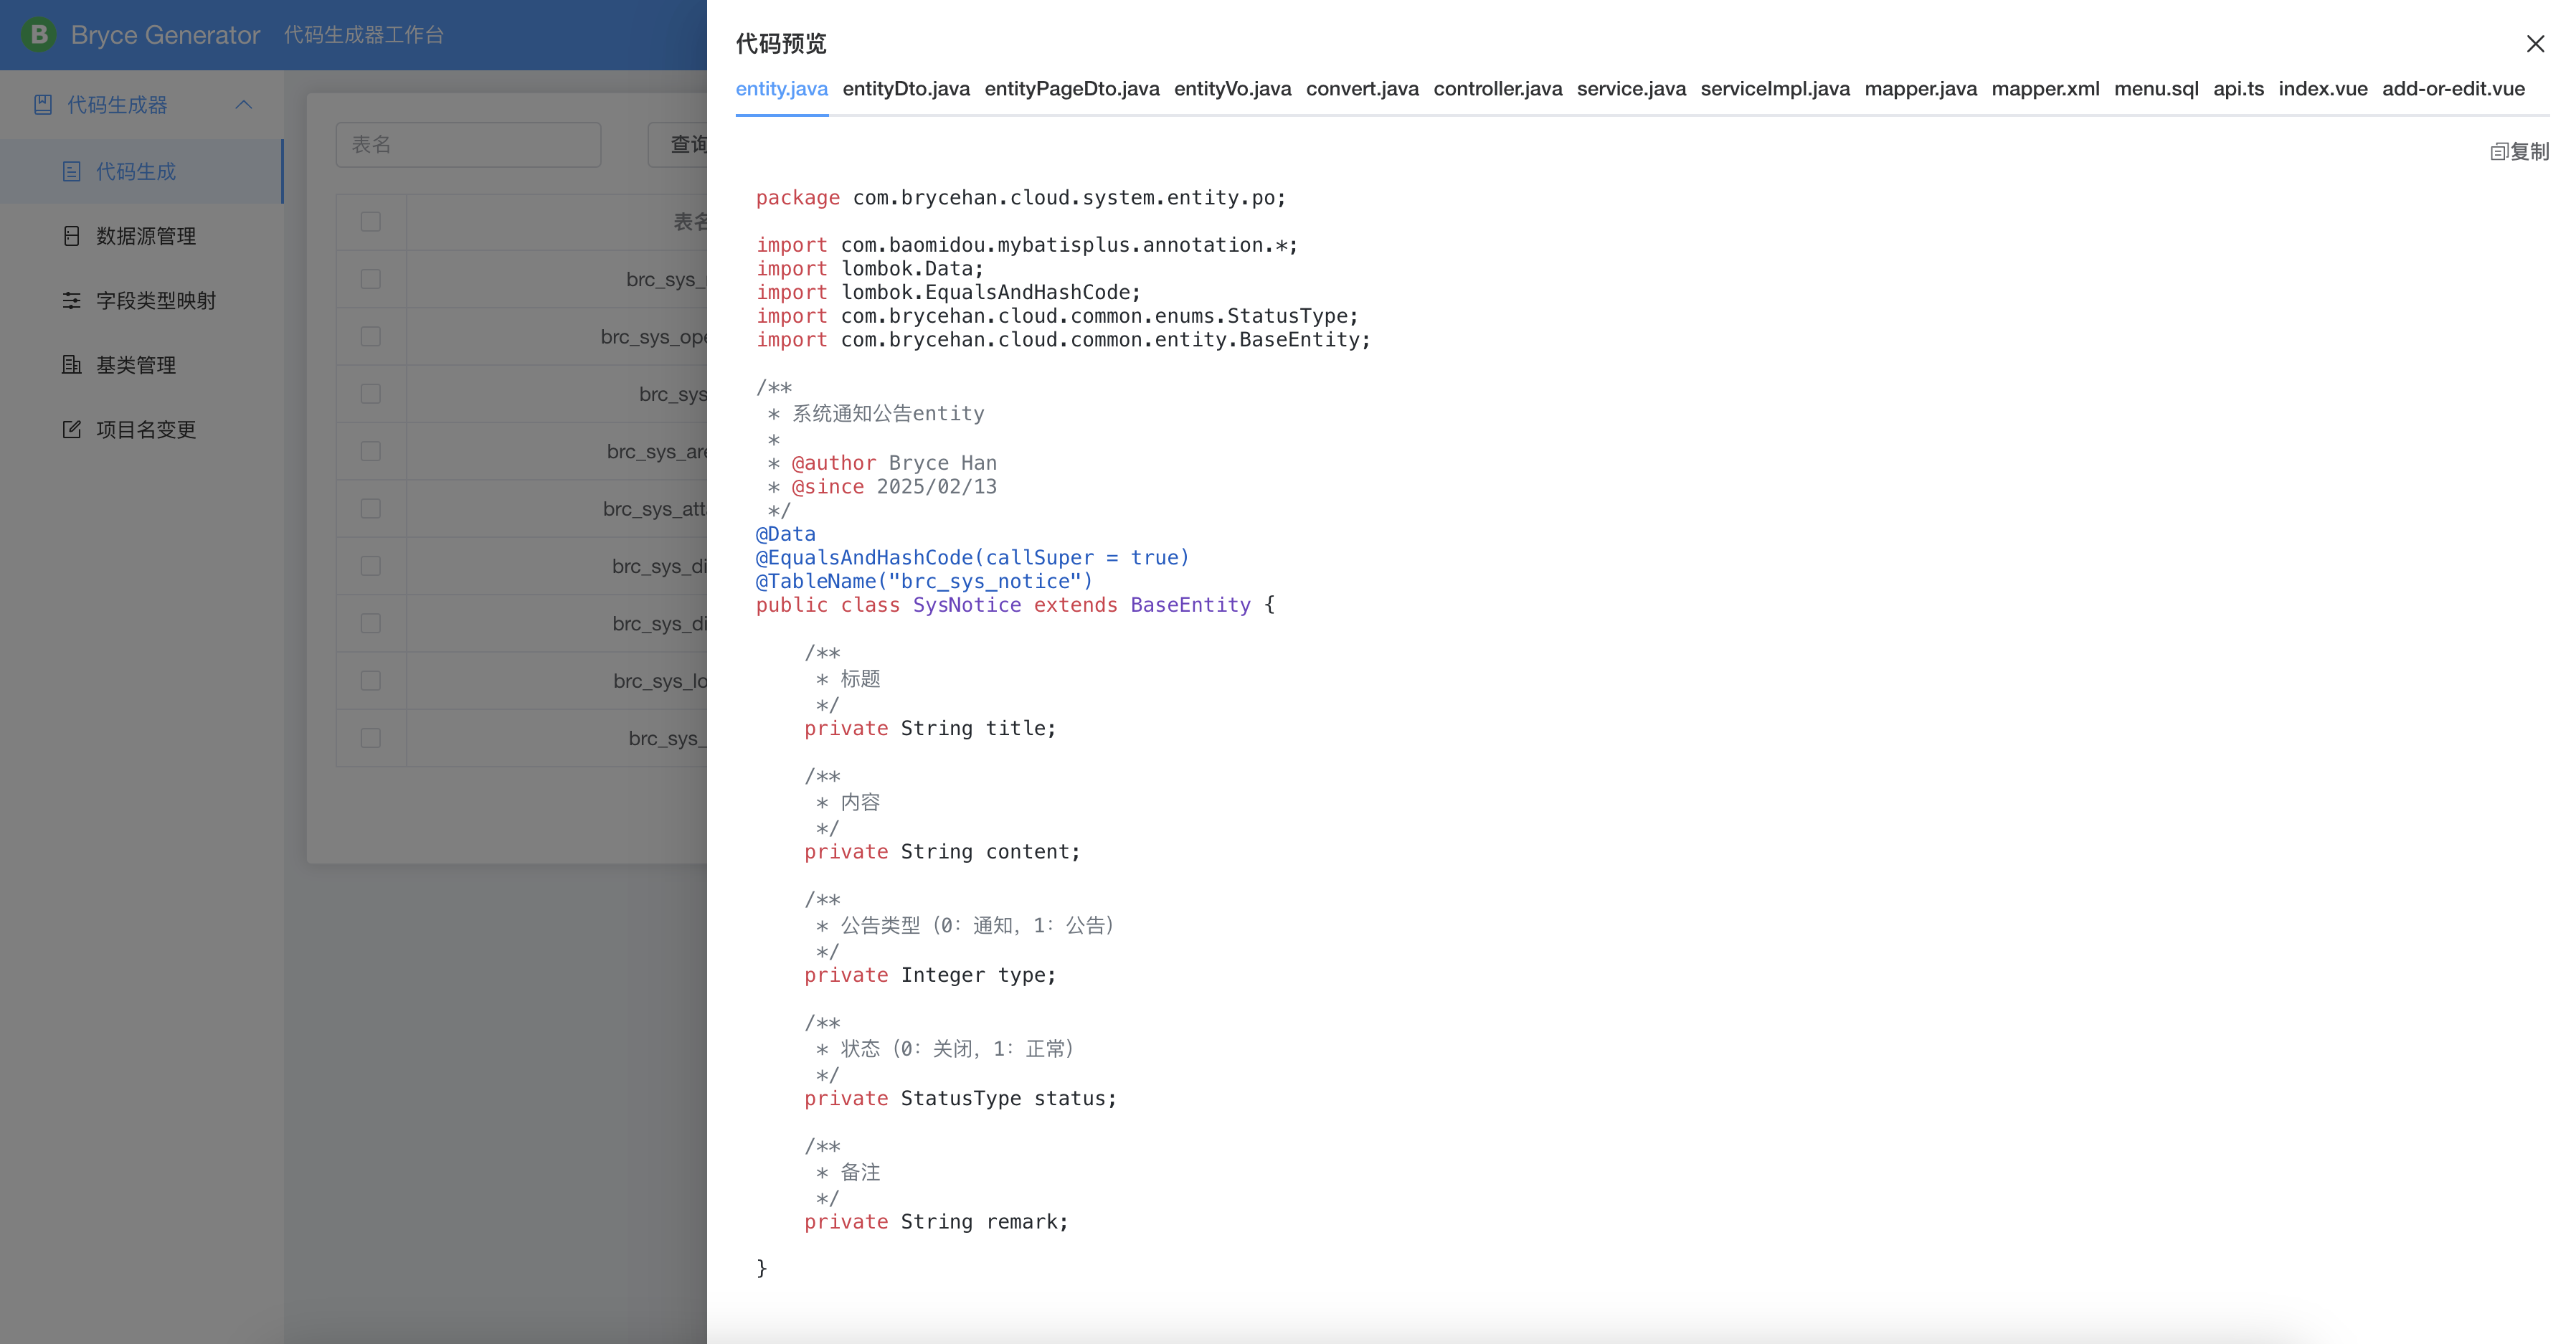 B Bryce Generator 代码生成器工作台
代码生成器
代码生成
数据源管理
字段类型映射
基类管理
项目名变更
表名
查询
表名
brc_sys_
brc_sys_ope
brc_sys
brc_sys_are
brc_sys_att
brc_sys_di
brc_sys_di
brc_sys_lo
brc_sys_
代码预览
entity.java entityDto.java entityPageDto.java entityVo.java convert.java controller.java service.java serviceImpl.java mapper.java mapper.xml menu.sql api.ts index.vue add-or-edit.vue
复制
package com.brycehan.cloud.system.entity.po;
import com.baomidou.mybatisplus.annotation.*;
import lombok.Data;
import lombok.EqualsAndHashCode;
import com.brycehan.cloud.common.enums.StatusType;
import com.brycehan.cloud.common.entity.BaseEntity;
/**
 * 系统通知公告entity
 *
 * @author Bryce Han
 * @since 2025/02/13
 */
@Data
@EqualsAndHashCode(callSuper = true)
@TableName("brc_sys_notice")
public class SysNotice extends BaseEntity {
    /**
     * 标题
     */
    private String title;
    /**
     * 内容
     */
    private String content;
    /**
     * 公告类型（0：通知，1：公告）
     */
    private Integer type;
    /**
     * 状态（0：关闭，1：正常）
     */
    private StatusType status;
    /**
     * 备注
     */
    private String remark;
}